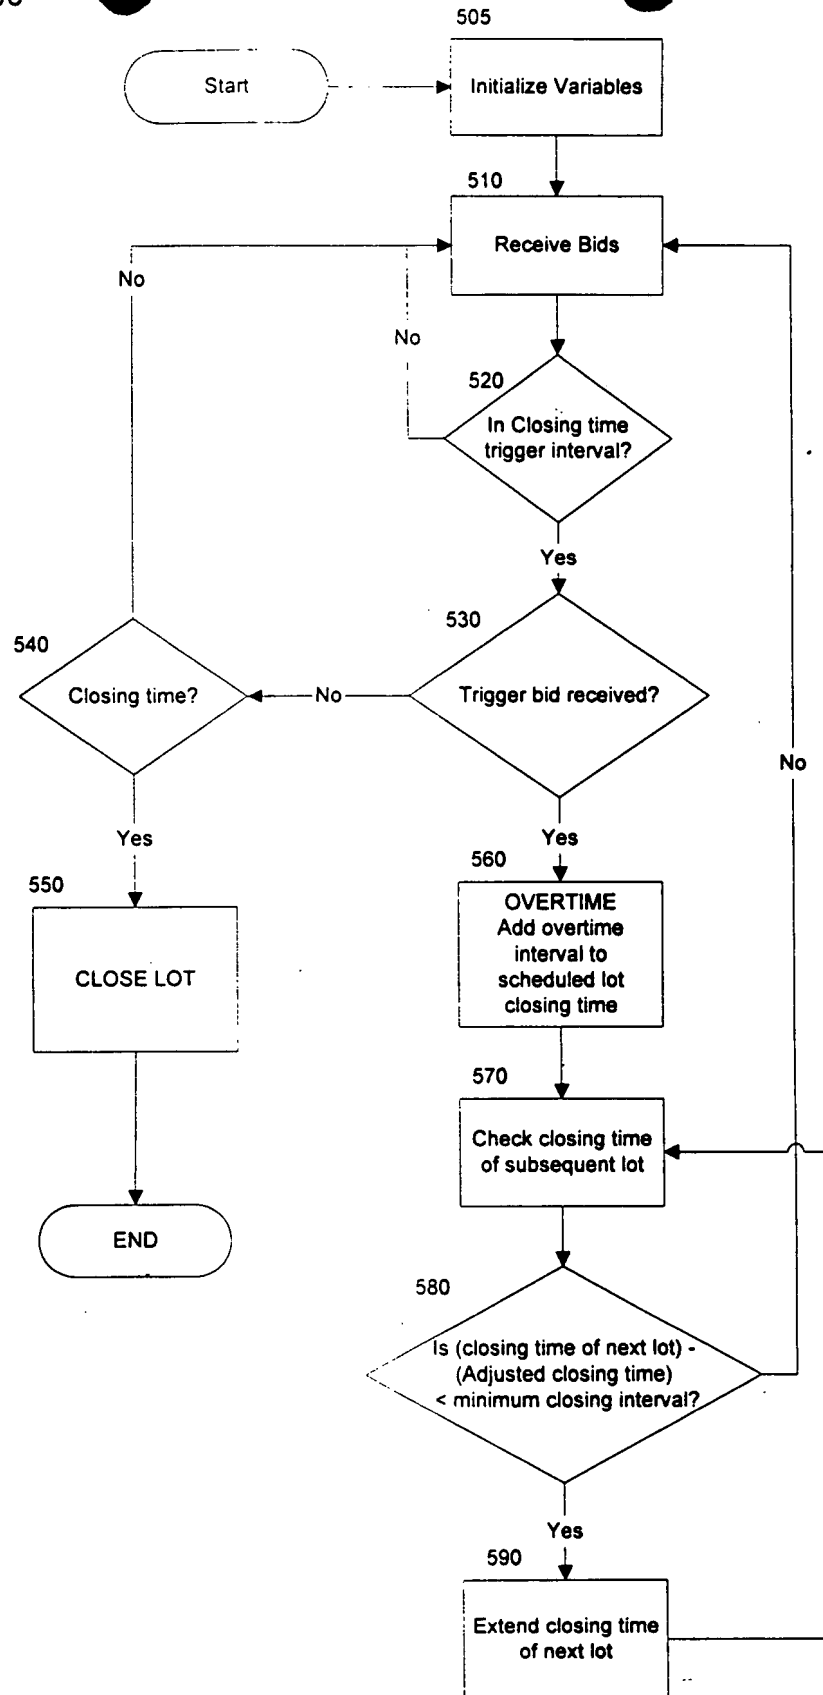 505
Start
Initialize Variables
510
Receive Bids
No
No
520
In Closing time
trigger interval?
Yes
530
540
Closing time?
No
Trigger bid received?
No
Yes
Yes
560
550
OVERTIME
Add overtime
interval to
scheduled lot
closing time
CLOSE LOT
570
Check closing time
of subsequent lot
END
580
Is (closing time of next lot) -
(Adjusted closing time)
< minimum closing interval?
Yes
590
Extend closing time
of next lot